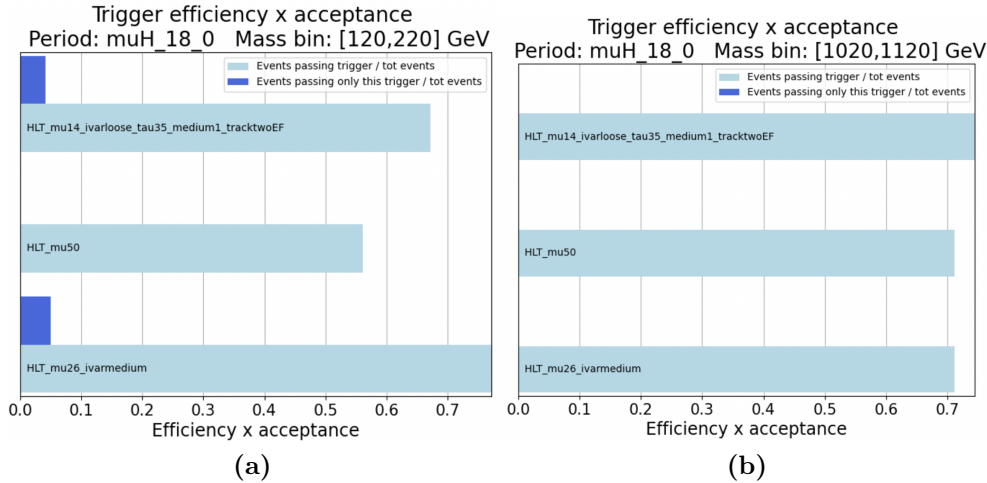 Trigger efficiency x acceptance
Period: muH_18_0 Mass bin: [120,220] GeV
Events passing trigger / tot events
Events passing only this trigger / tot events
HLT_mu14_ivarloose_tau35_medium1_tracktwoEF
HLT_mu50
HLT_mu26_ivarmedium
0.0 0.1 0.2 0.3 0.4 0.5 0.6 0.7
Efficiency x acceptance
(a)
Trigger efficiency x acceptance
Period: muH_18_0 Mass bin: [1020,1120] GeV
Events passing trigger / tot events
Events passing only this trigger / tot events
HLT_mu14_ivarloose_tau35_medium1_tracktwoEF
HLT_mu50
HLT_mu26_ivarmedium
0.0 0.1 0.2 0.3 0.4 0.5 0.6 0.7
Efficiency x acceptance
(b)